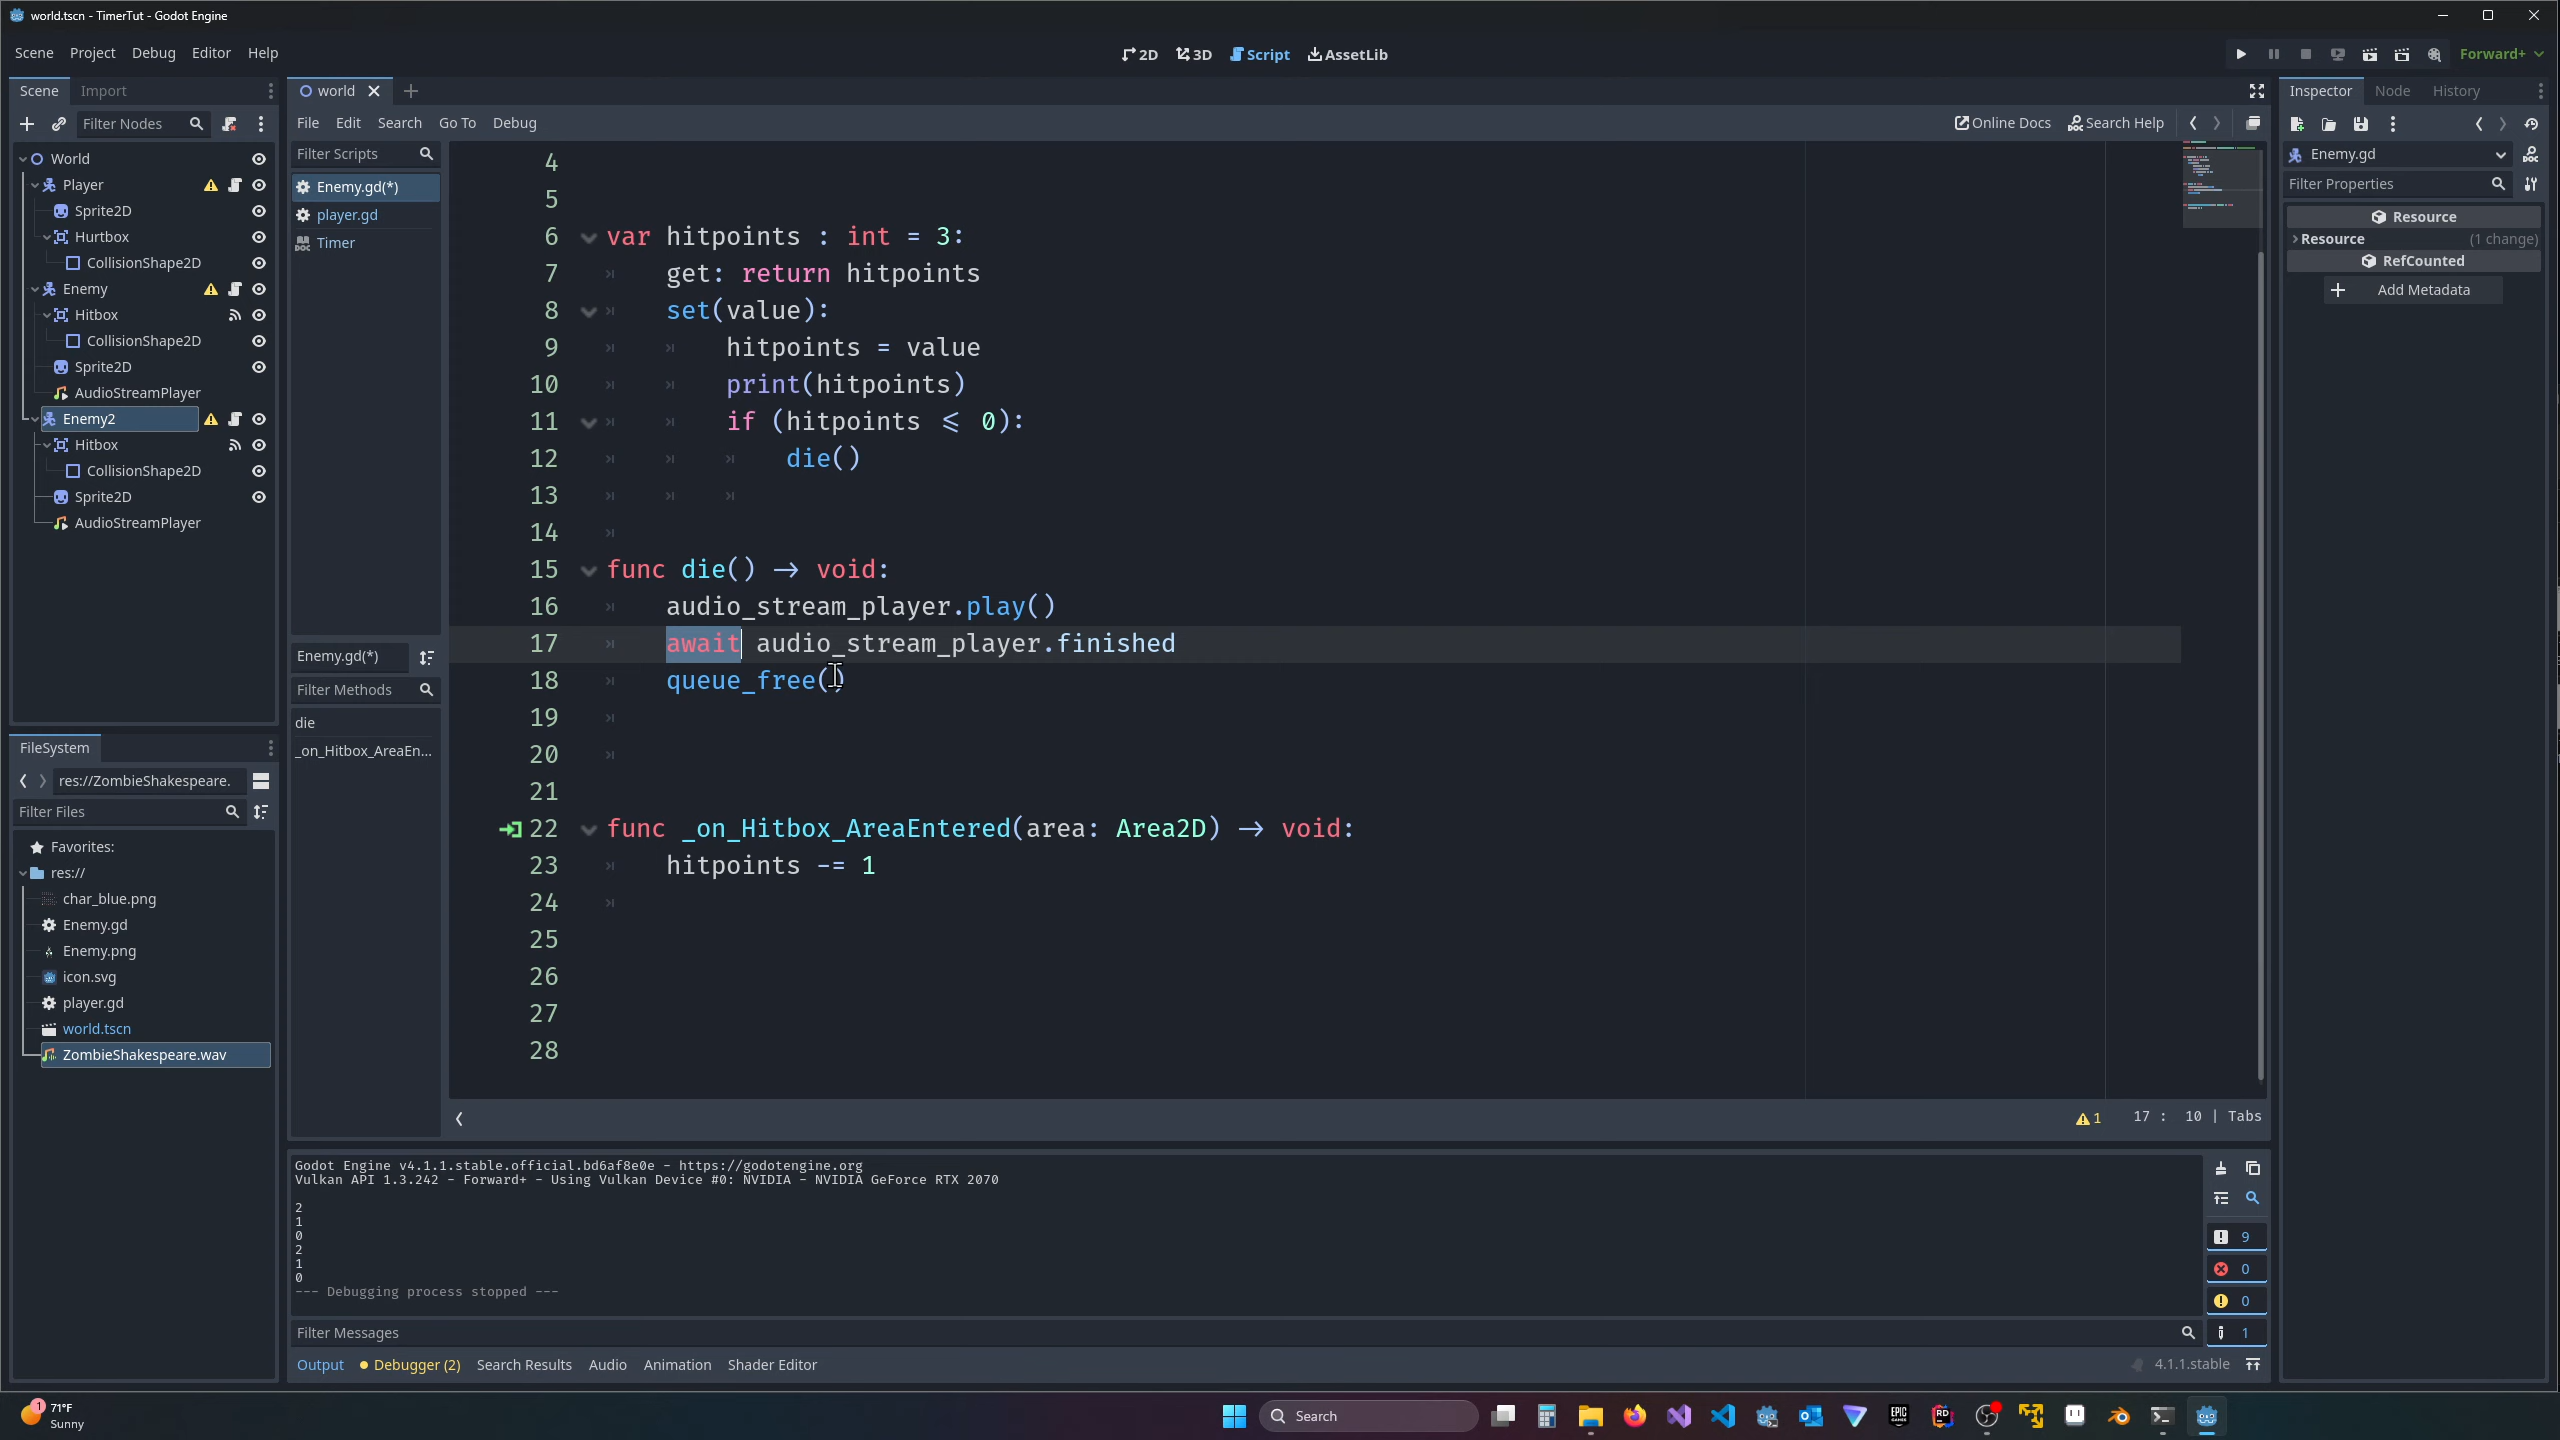 world.tscn - TimerTut - Godot Engine
Scene Project Debug Editor Help
2D 3D Script AssetLib
Forward+
Scene Import
Filter Nodes
World
Player
Sprite2D
Hurtbox
CollisionShape2D
Enemy
Hitbox
CollisionShape2D
Sprite2D
AudioStreamPlayer
Enemy2
Hitbox
CollisionShape2D
Sprite2D
AudioStreamPlayer
FileSystem
res://ZombieShakespeare.
Filter Files
Favorites:
res://
char_blue.png
Enemy.gd
Enemy.png
icon.svg
player.gd
world.tscn
ZombieShakespeare.wav
world
File Edit Search Go To Debug
Online Docs Search Help
Filter Scripts
Enemy.gd(*)
player.gd
Timer
Enemy.gd(*)
Filter Methods
die
_on_Hitbox_AreaEn...
4
5
6 var hitpoints : int = 3:
7 get: return hitpoints
8 set(value):
9 hitpoints = value
10 print(hitpoints)
11 if (hitpoints <= 0):
12 die()
13
14
15 func die() -> void:
16 audio_stream_player.play()
17 await audio_stream_player.finished
18 queue_free()
19
20
21
22 func _on_Hitbox_AreaEntered(area: Area2D) -> void:
23 hitpoints -= 1
24
25
26
27
28
1 17 : 10 | Tabs
Godot Engine v4.1.1.stable.official.bd6af8e0e - https://godotengine.org
Vulkan API 1.3.242 - Forward+ - Using Vulkan Device #0: NVIDIA - NVIDIA GeForce RTX 2070
2
1
0
2
1
0
--- Debugging process stopped ---
9
0
0
1
Filter Messages
Output Debugger (2) Search Results Audio Animation Shader Editor
4.1.1.stable
Inspector Node History
Enemy.gd
Filter Properties
Resource
Resource (1 change)
RefCounted
Add Metadata
1
71°F
Sunny
Search